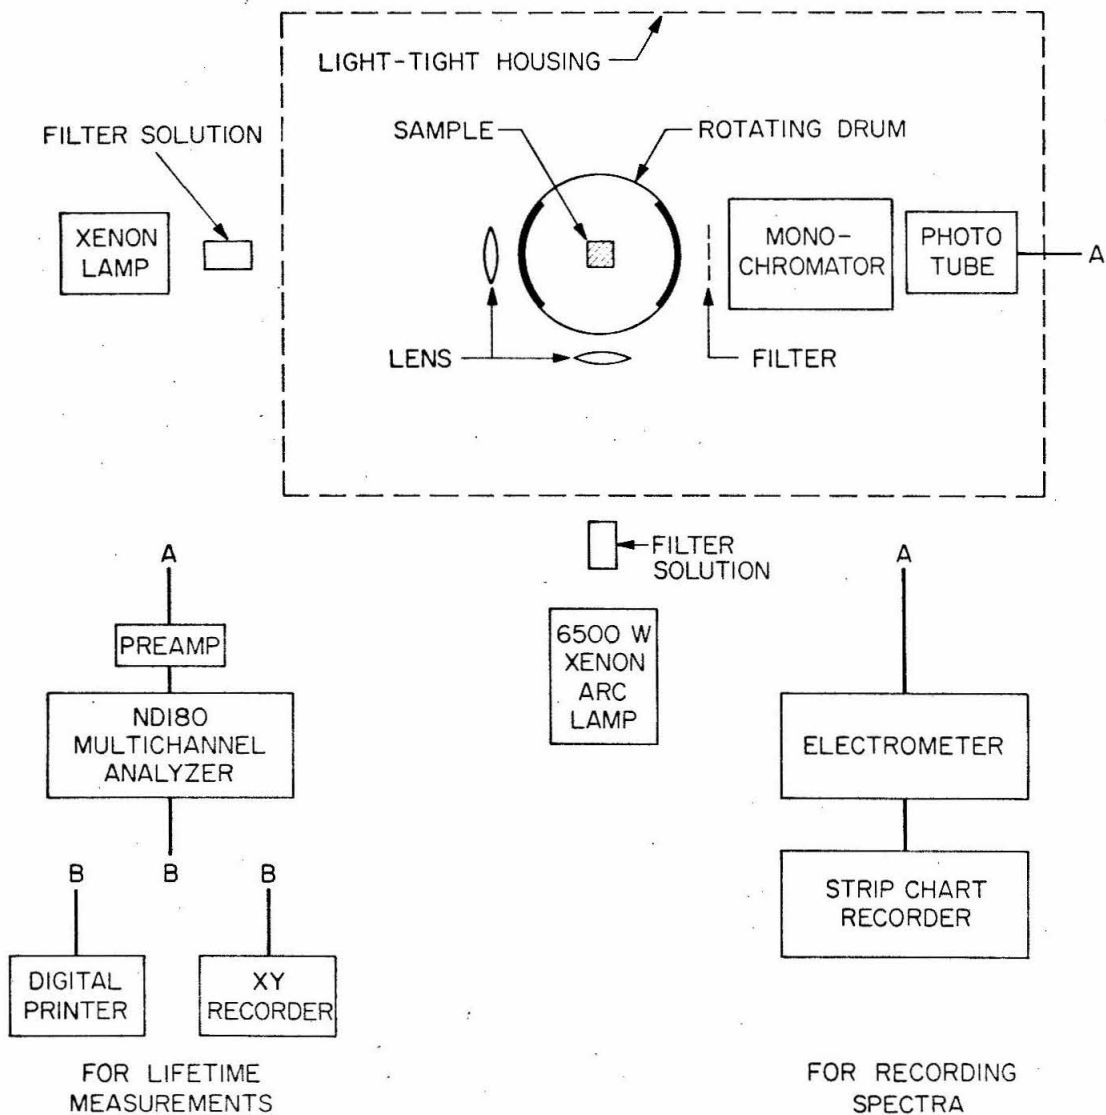 LIGHT-TIGHT HOUSING
FILTER SOLUTION
SAMPLE
ROTATING DRUM
XENON
LAMP
MONO-
CHROMATOR
PHOTO
TUBE
A
LENS
FILTER
FILTER
SOLUTION
A
PREAMP
ND180
MULTICHANNEL
ANALYZER
B
B
B
DIGITAL
PRINTER
XY
RECORDER
FOR LIFETIME
MEASUREMENTS
6500 W
XENON
ARC
LAMP
A
ELECTROMETER
STRIP CHART
RECORDER
FOR RECORDING
SPECTRA